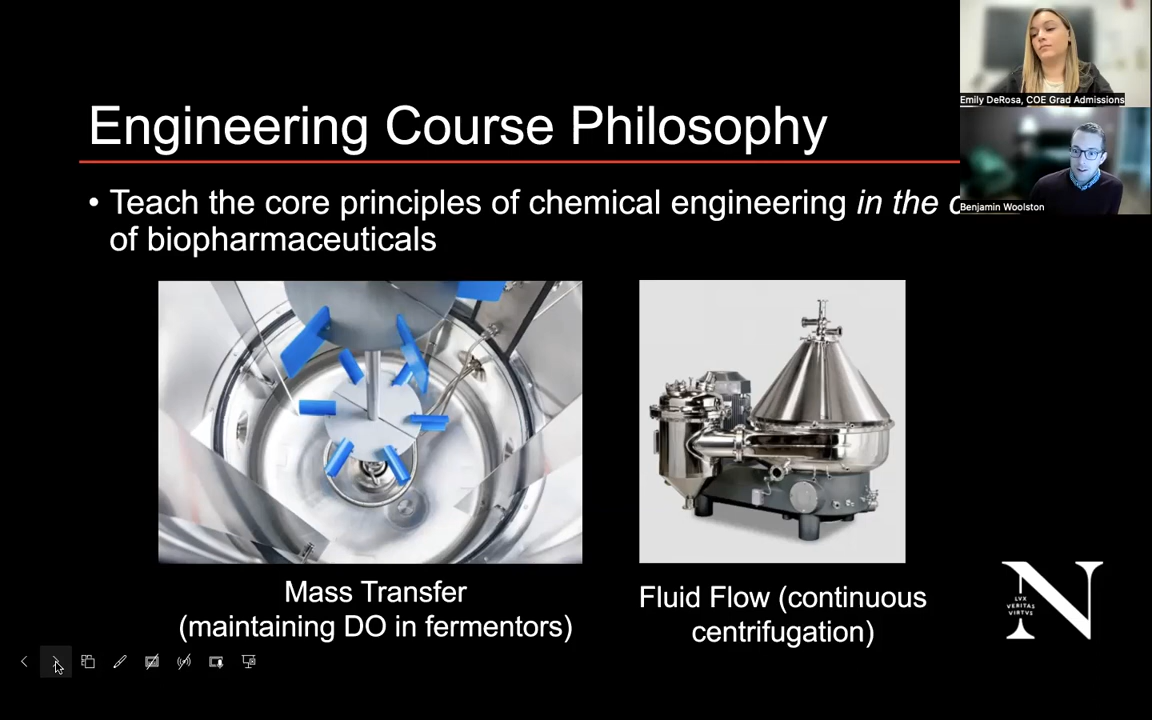 Emily DeRosa, COE Grad Admissions
Benjamin Woolston
Engineering Course Philosophy
• Teach the core principles of chemical engineering in the
of biopharmaceuticals
Mass Transfer
(maintaining DO in fermentors)
Fluid Flow (continuous
centrifugation)
N
LVX
VERITAS
VIRTVS